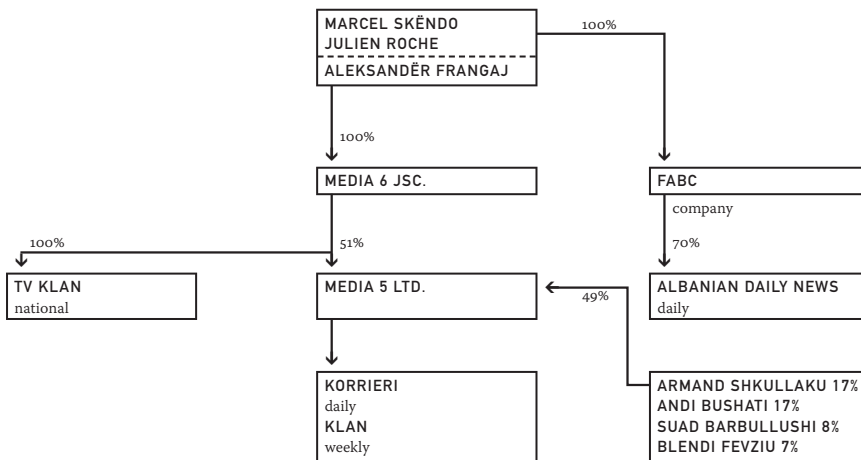 MARCEL SKËNDO
JULIEN ROCHE
ALEKSANDËR FRANGAJ
100%
100%
MEDIA 6 JSC.
FABC
company
100%
51%
70%
TV KLAN
national
MEDIA 5 LTD.
49%
ALBANIAN DAILY NEWS
daily
KORRIERI
daily
KLAN
weekly
ARMAND SHKULLAKU 17%
ANDI BUSHATI 17%
SUAD BARBULLUSHI 8%
BLENDI FEVZIU 7%